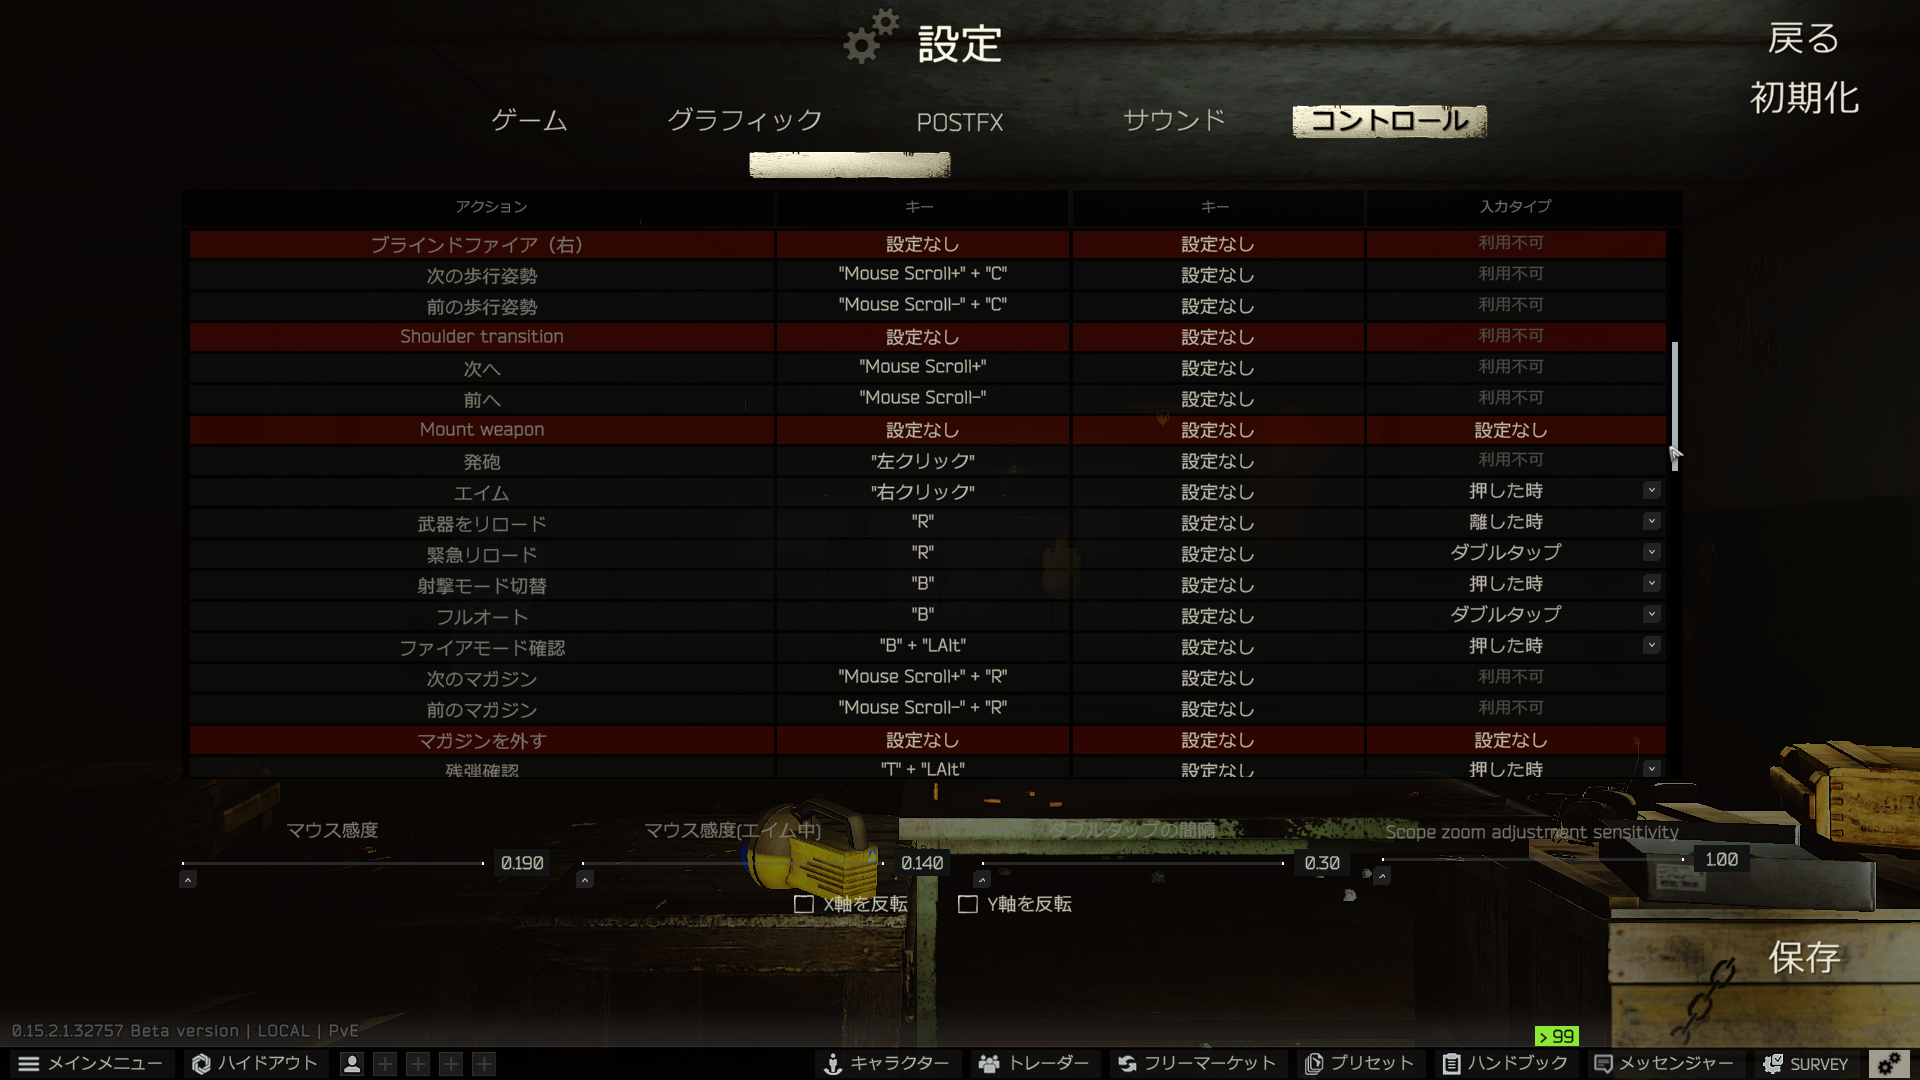 設定
戻る
初期化
ゲーム
グラフィック
POSTFX
サウンド
コントロール
アクション キー キー 入力タイプ
ブラインドファイア（右） 設定なし 設定なし 利用不可
次の歩行姿勢 "Mouse Scroll+" + "C" 設定なし 利用不可
前の歩行姿勢 "Mouse Scroll-" + "C" 設定なし 利用不可
Shoulder transition 設定なし 設定なし 利用不可
次へ "Mouse Scroll+" 設定なし 利用不可
前へ "Mouse Scroll-" 設定なし 利用不可
Mount weapon 設定なし 設定なし 設定なし
発砲 "左クリック" 設定なし 利用不可
エイム "右クリック" 設定なし 押した時
武器をリロード "R" 設定なし 離した時
緊急リロード "R" 設定なし ダブルタップ
射撃モード切替 "B" 設定なし 押した時
フルオート "B" 設定なし ダブルタップ
ファイアモード確認 "B" + "LAlt" 設定なし 押した時
次のマガジン "Mouse Scroll+" + "R" 設定なし 利用不可
前のマガジン "Mouse Scroll-" + "R" 設定なし 利用不可
マガジンを外す 設定なし 設定なし 設定なし
残弾確認 "T" + "LAlt" 設定なし 押した時
マウス感度 0.190
マウス感度(エイム中) 0.140
ダブルタップの間隔 0.30
Scope zoom adjustment sensitivity 1.00
X軸を反転 Y軸を反転
保存
0.15.2.1.32757 Beta version | LOCAL | PvE
> 99
メインメニュー ハイドアウト キャラクター トレーダー フリーマーケット プリセット ハンドブック メッセンジャー SURVEY